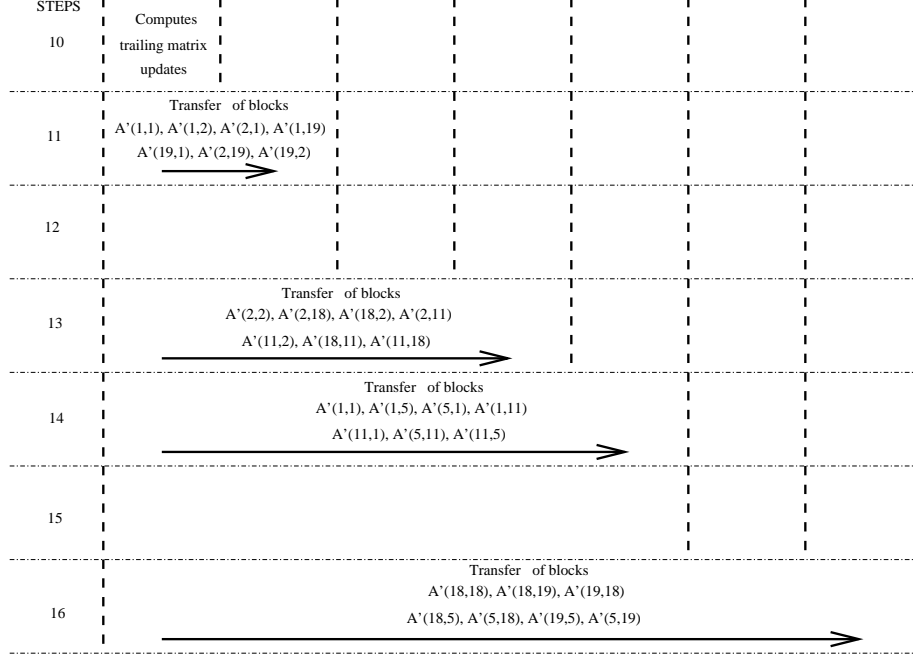 STEPS
10
Computes
trailing matrix
updates
11
Transfer of blocks
A’(1,1), A’(1,2), A’(2,1), A’(1,19)
A’(19,1), A’(2,19), A’(19,2)
12
13
Transfer of blocks
A’(2,2), A’(2,18), A’(18,2), A’(2,11)
A’(11,2), A’(18,11), A’(11,18)
14
Transfer of blocks
A’(1,1), A’(1,5), A’(5,1), A’(1,11)
A’(11,1), A’(5,11), A’(11,5)
15
16
Transfer of blocks
A’(18,18), A’(18,19), A’(19,18)
A’(18,5), A’(5,18), A’(19,5), A’(5,19)